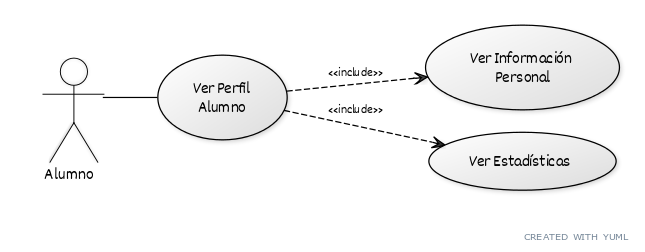 Ver Perfil
Alumno
<<include>>
<<include>>
Ver Información
Personal
Ver Estadísticas
Alumno
CREATED WITH YUML